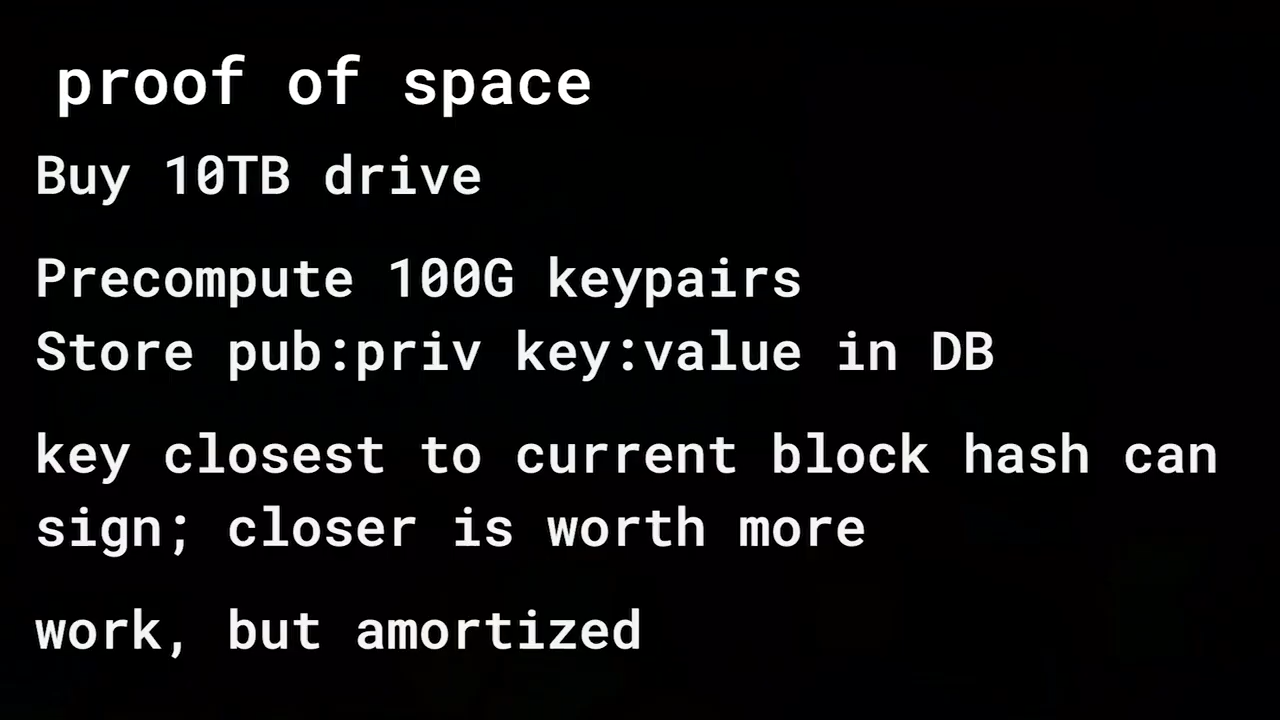 proof of space
Buy 10TB drive
Precompute 100G keypairs
Store pub:priv key:value in DB
key closest to current block hash can
sign; closer is worth more
work, but amortized